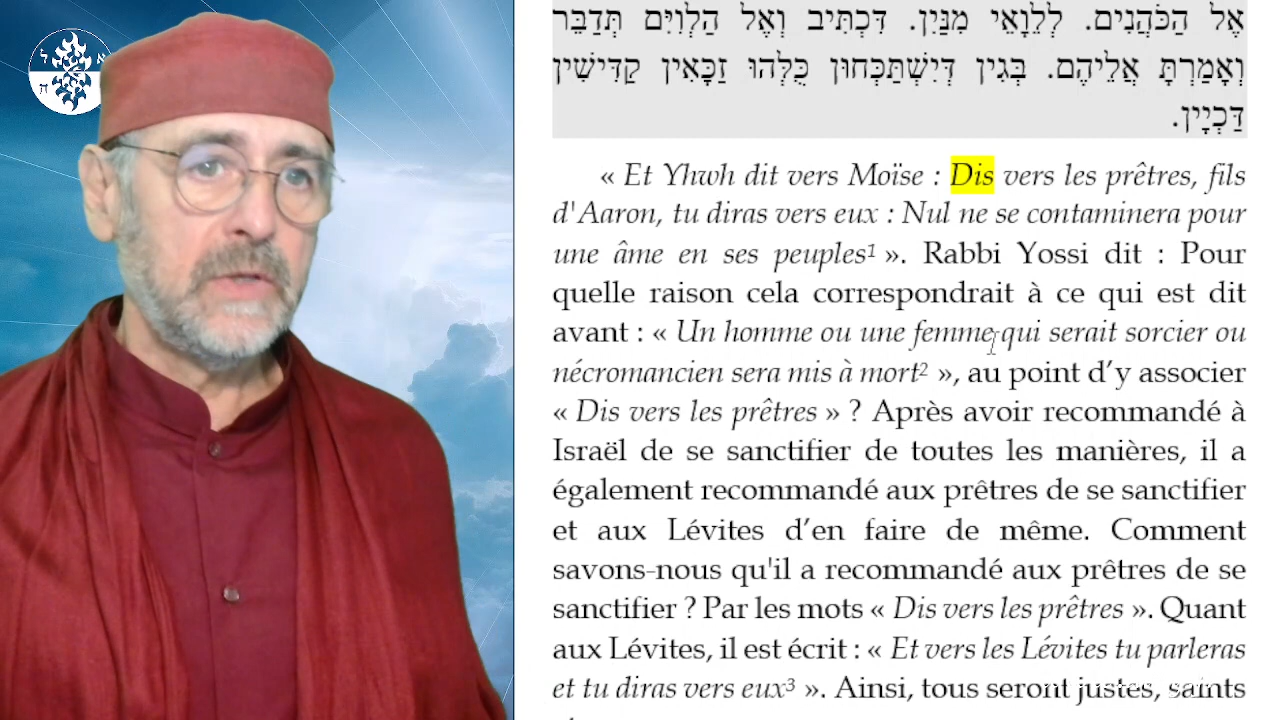 אֶל הַכֹּהֲנִים. לְלֵוָאֵי מִנַּיִן. דִּכְתִּיב וְאֶל הַלְוִיִּם תְּדַבֵּר
וְאָמַרְתָּ אֲלֵיהֶם. בְּגִין דְּיִשְׁתַּכְּחוּן כֻּלְּהוּ זַכָּאִין קַדִּישִׁין
דַּכְיָין.
« Et Yhwh dit vers Moïse : Dis vers les prêtres, fils
d'Aaron, tu diras vers eux : Nul ne se contaminera pour
une âme en ses peuples¹ ». Rabbi Yossi dit : Pour
quelle raison cela correspondrait à ce qui est dit
avant : « Un homme ou une femme qui serait sorcier ou
nécromancien sera mis à mort² », au point d’y associer
« Dis vers les prêtres » ? Après avoir recommandé à
Israël de se sanctifier de toutes les manières, il a
également recommandé aux prêtres de se sanctifier
et aux Lévites d’en faire de même. Comment
savons-nous qu'il a recommandé aux prêtres de se
sanctifier ? Par les mots « Dis vers les prêtres ». Quant
aux Lévites, il est écrit : « Et vers les Lévites tu parleras
et tu diras vers eux³ ». Ainsi, tous seront justes, saints